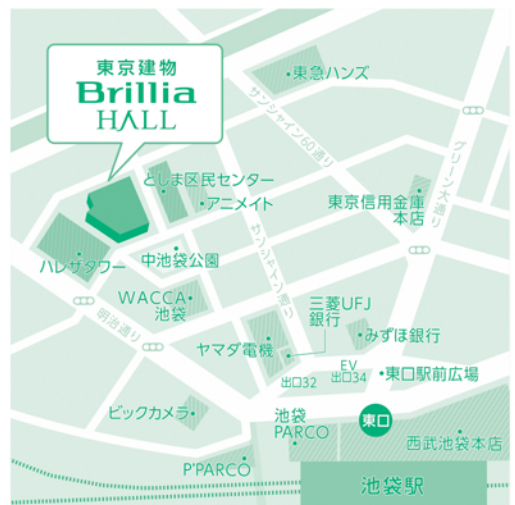 東京建物
Brillia
HALL
東急ハンズ
サンシャイン60通り
グリーン大通り
としま区民センター
アニメイト
東京信用金庫
本店
ハレザタワー
中池袋公園
サンシャイン通り
WACCA
池袋
三菱UFJ
銀行
明治通り
ヤマダ電機
みずほ銀行
出口32
EV
出口34
東口駅前広場
ビックカメラ
池袋
PARCO
東口
西武池袋本店
P'PARCO
池袋駅